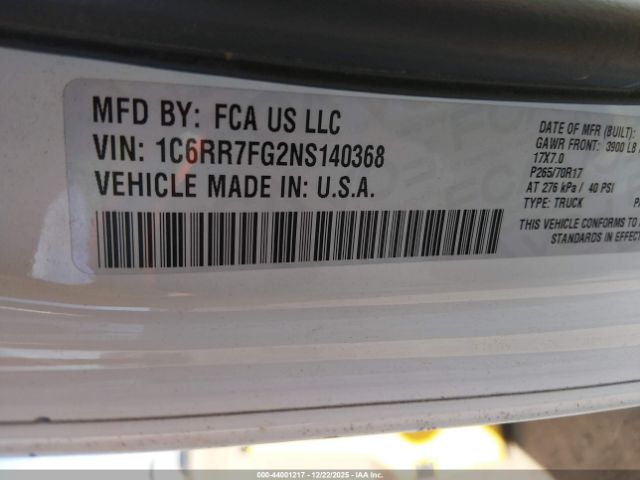 MFD BY: FCA US LLC
VIN: 1C6RR7FG2NS140368
VEHICLE MADE IN: U.S.A.
DATE OF MFR (BUILT):
GAWR FRONT: 3900 LB
17X7.0
P265/70R17
AT 276 kPa / 40 PSI
TYPE: TRUCK
THIS VEHICLE CONFORMS TO
STANDARDS IN EFFECT
000-44001217 - 12/22/2025 - IAA Inc.